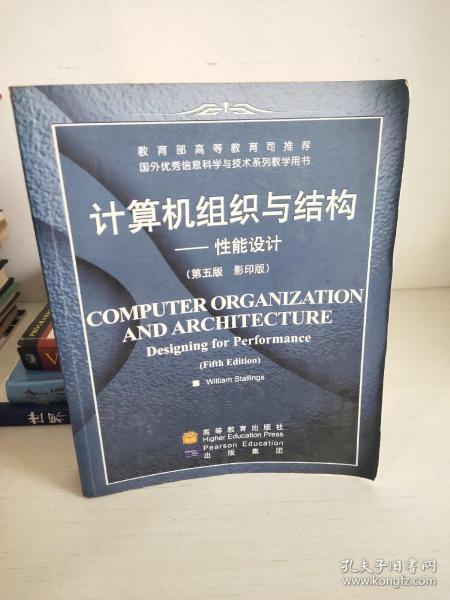 教育部高等教育司推荐
国外优秀信息科学与技术系列教学用书
计算机组织与结构
——性能设计
(第五版 影印版)
COMPUTER ORGANIZATION
AND ARCHITECTURE
Designing for Performance
(Fifth Edition)
William Stallings
高等教育出版社
Higher Education Press
Pearson Education
出版集团
世界
孔夫子旧书网
www.kongfz.com